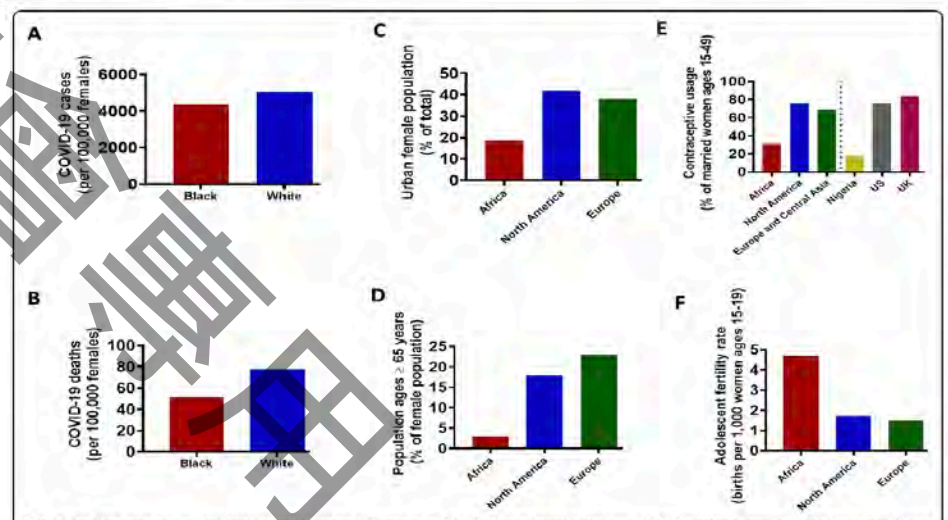 A
COVID-19 cases
(per 100,000 females)
6000
4000
2000
0
Black
White
B
COVID-19 deaths
(per 100,000 females)
100
80
60
40
20
0
Black
White
C
Urban female population
(% of total)
50
40
30
20
10
0
Africa
North America
Europe
D
Population ages ≥ 65 years
(% of female population)
25
20
15
10
5
0
Africa
North America
Europe
E
Contraceptive usage
(% of married women ages 15-49)
100
80
60
40
20
0
Africa
North America
Europe and Central Asia
Nigeria
US
UK
F
Adolescent fertility rate
(births per 1,000 women ages 15-19)
5
4
3
2
1
0
Africa
North America
Europe
専用